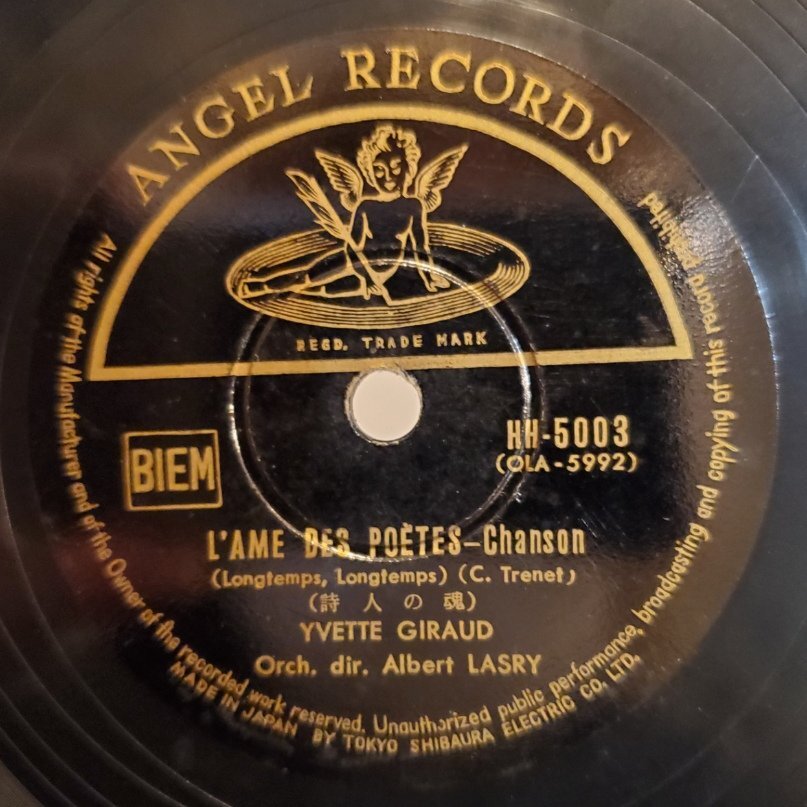 ANGEL RECORDS
REGD. TRADE MARK
BIEM
HH-5003
(OLA-5992)
L'AME DES POÈTES-Chanson
(Longtemps, Longtemps) (C. Trenet)
(詩人の魂)
YVETTE GIRAUD
Orch. dir. Albert LASRY
All rights of the Manufacturer and of the Owner of the recorded work reserved. Unauthorized public performance, broadcasting and copying of this record prohibited
MADE IN JAPAN BY TOKYO SHIBAURA ELECTRIC CO. LTD.